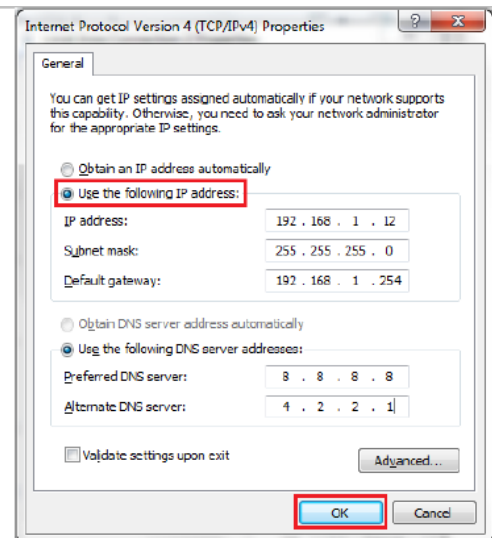 Internet Protocol Version 4 (TCP/IPv4) Properties
General
You can get IP settings assigned automatically if your network supports
this capability. Otherwise, you need to ask your network administrator
for the appropriate IP settings.
Obtain an IP address automatically
Use the following IP address:
IP address: 192 . 168 . 1 . 12
Subnet mask: 255 . 255 . 255 . 0
Default gateway: 192 . 168 . 1 . 254
Obtain DNS server address automatically
Use the following DNS server addresses:
Preferred DNS server: 8 . 8 . 8 . 8
Alternate DNS server: 4 . 2 . 2 . 1
Validate settings upon exit
Advanced...
OK Cancel